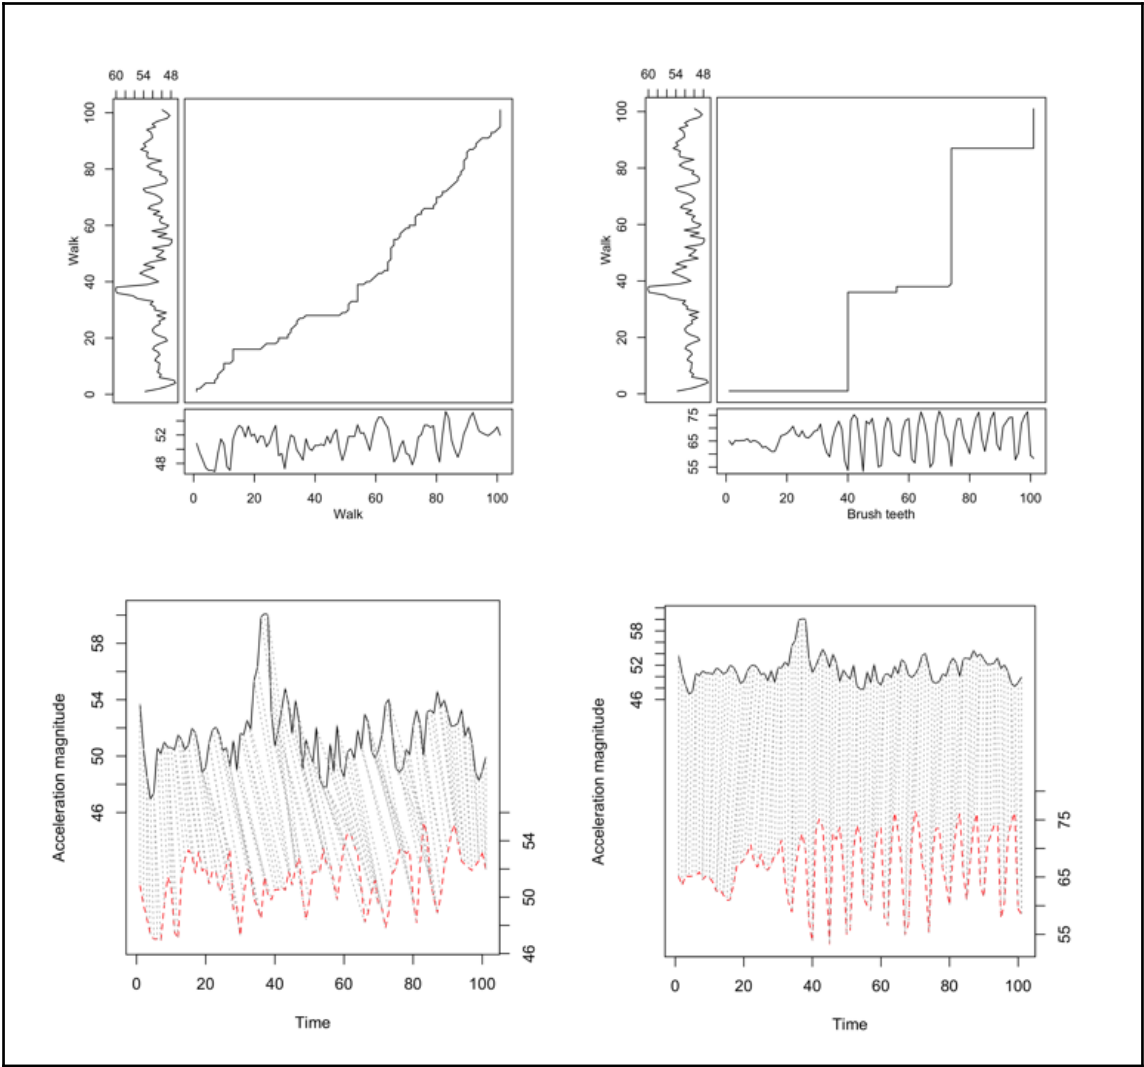 60 54 48
Walk
0 20 40 60 80 100
48 52
0 20 40 60 80 100
Walk
60 54 48
Walk
0 20 40 60 80 100
55 65 75
0 20 40 60 80 100
Brush teeth
Acceleration magnitude
46 50 54 58
46 50 54
0 20 40 60 80 100
Time
Acceleration magnitude
46 52 58
55 65 75
0 20 40 60 80 100
Time